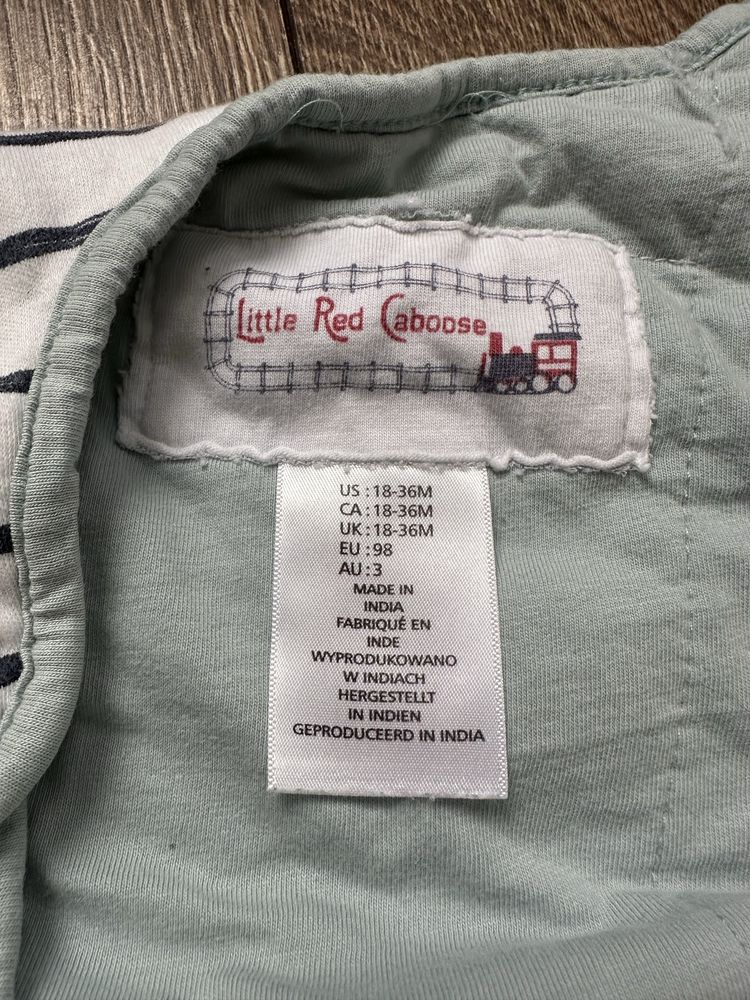 Little Red Caboose
US : 18-36M
CA : 18-36M
UK : 18-36M
EU : 98
AU : 3
MADE IN
INDIA
FABRIQUÉ EN
INDE
WYPRODUKOWANO
W INDIACH
HERGESTELLT
IN INDIEN
GEPRODUCEERD IN INDIA